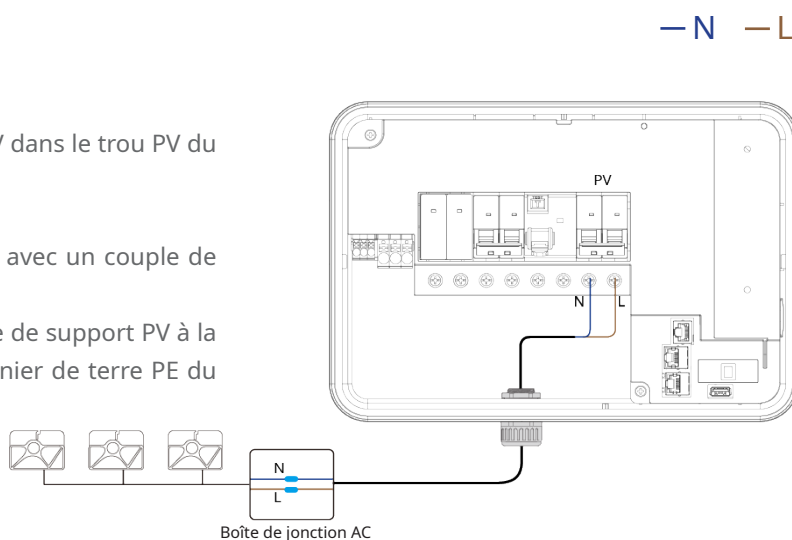 N L
V dans le trou PV du
PV
avec un couple de
N L
e de support PV à la
nier de terre PE du
N
L
Boîte de jonction AC